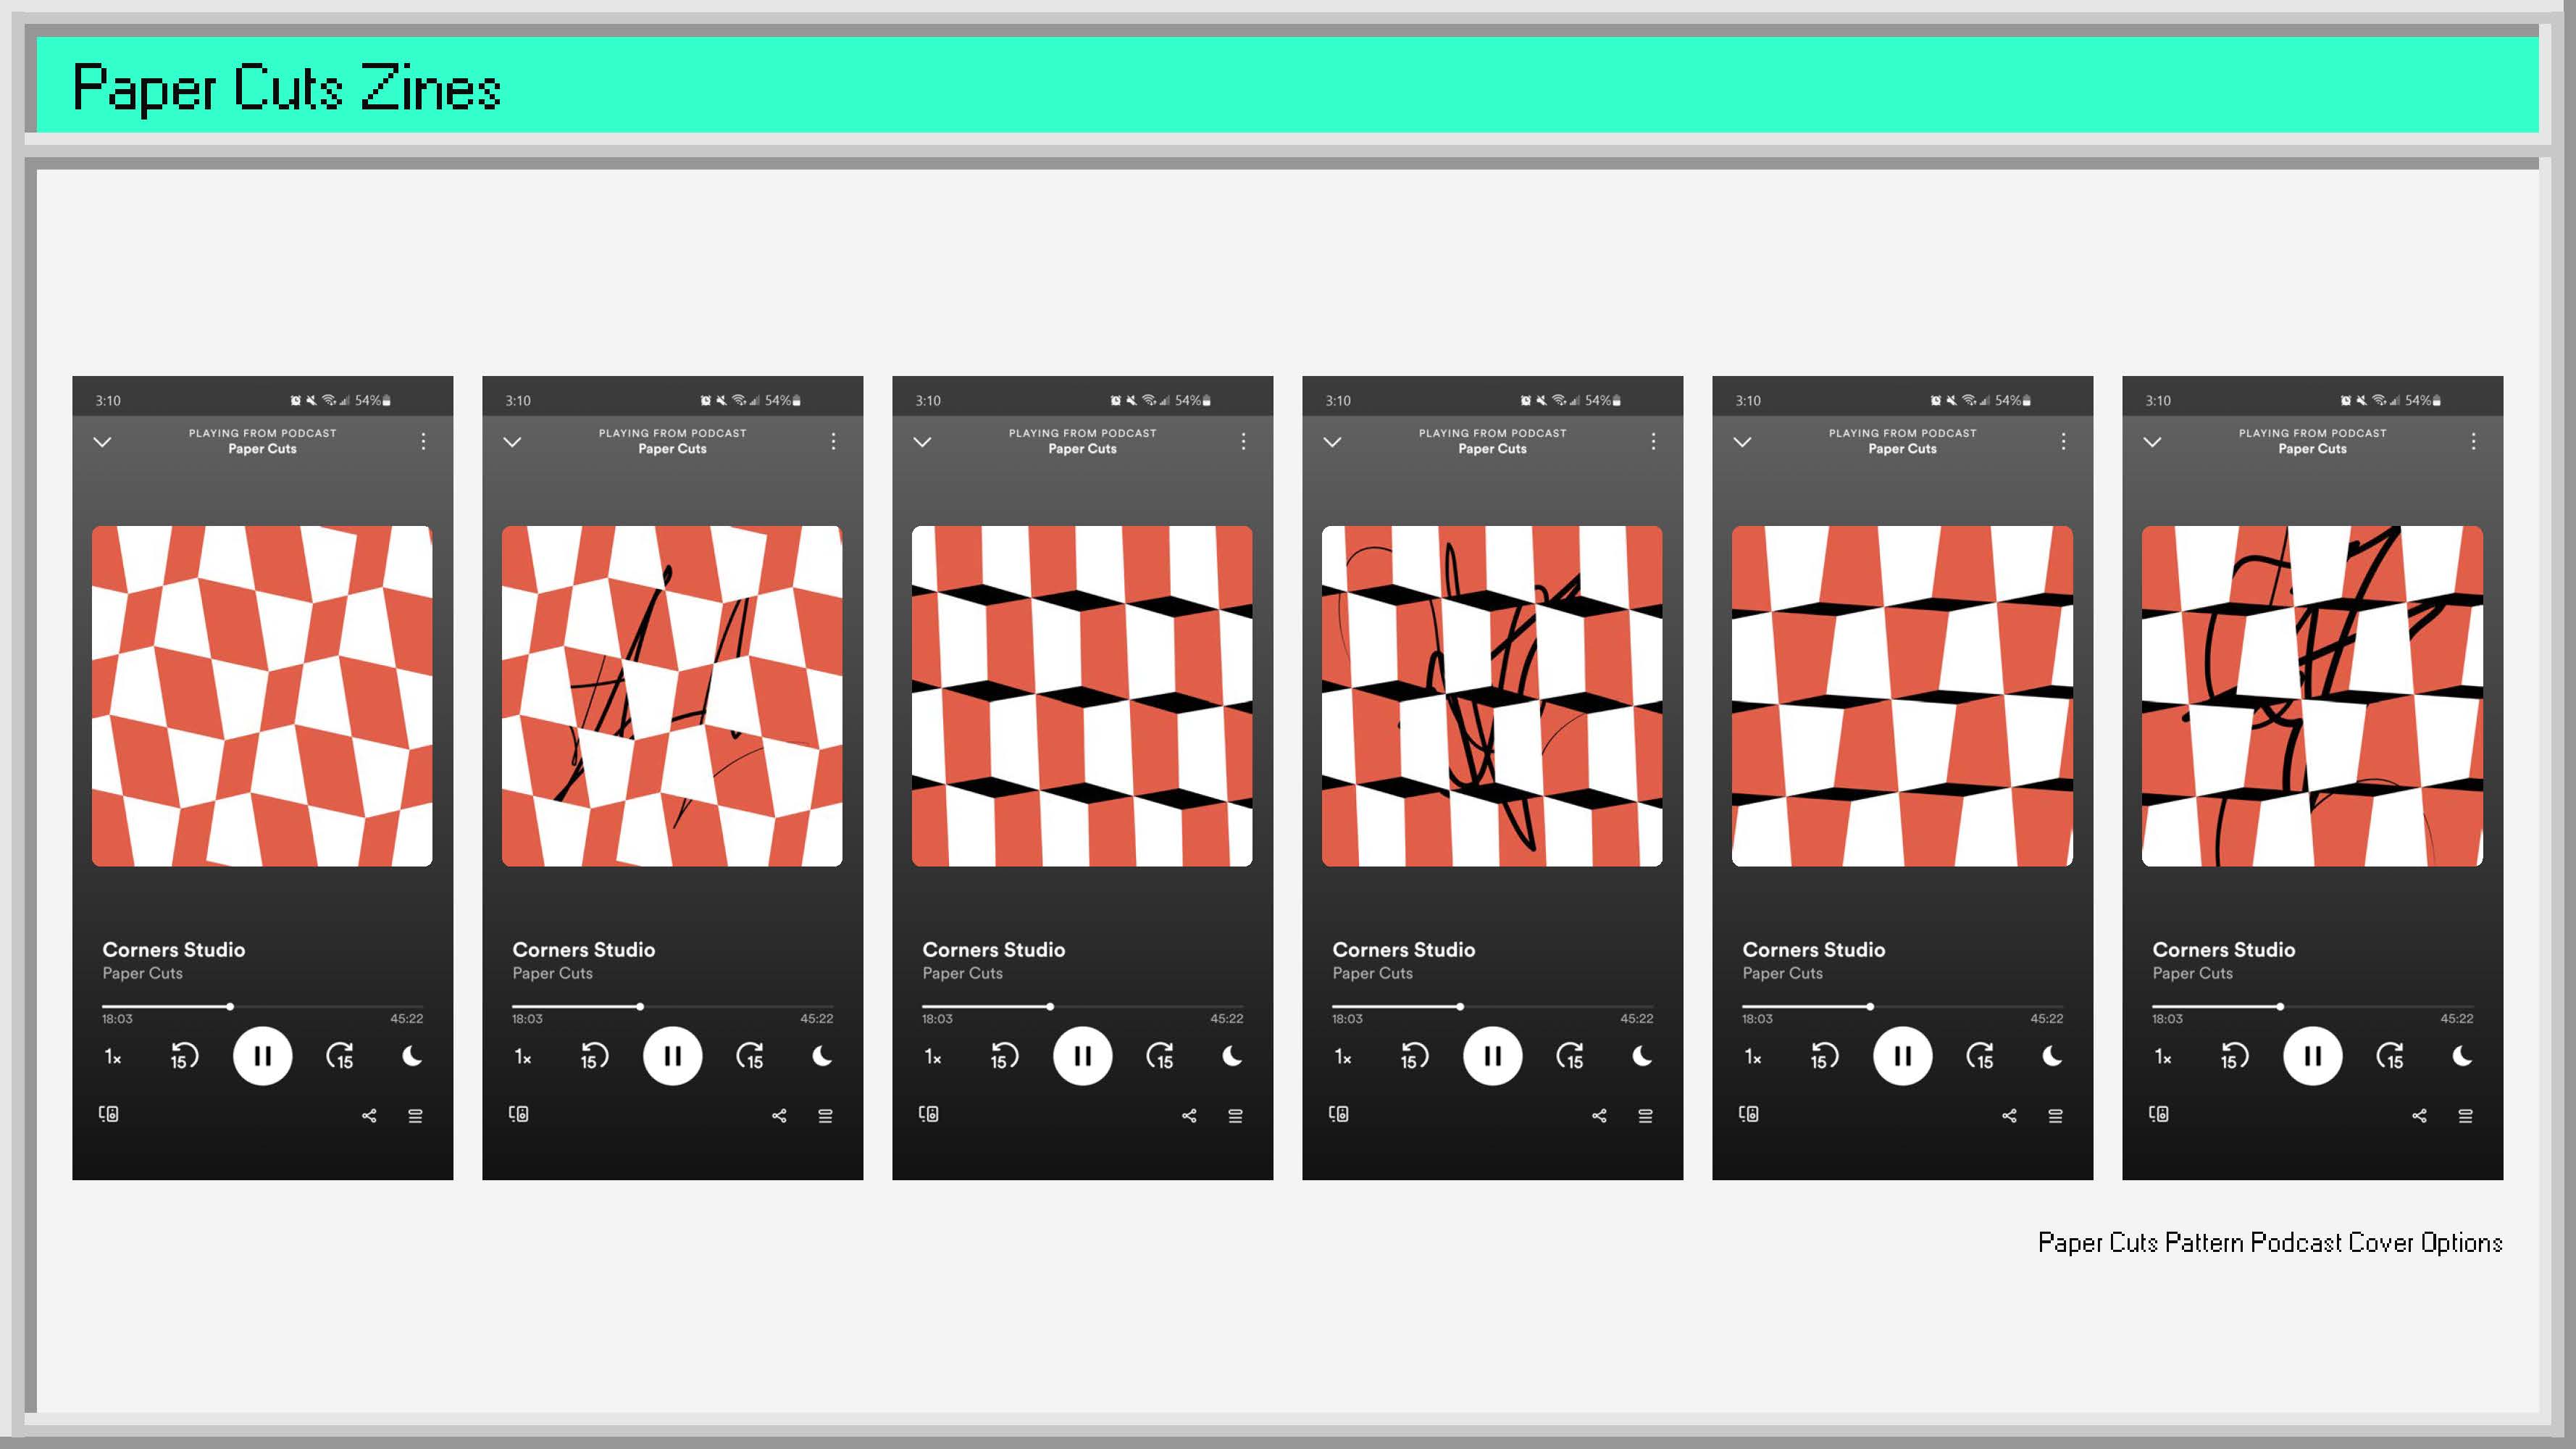 Paper Cuts Zines
3:10
54%
PLAYING FROM PODCAST
Paper Cuts
Corners Studio
Paper Cuts
18:03
45:22
1x
15
15
3:10
54%
PLAYING FROM PODCAST
Paper Cuts
Corners Studio
Paper Cuts
18:03
45:22
1x
15
15
3:10
54%
PLAYING FROM PODCAST
Paper Cuts
Corners Studio
Paper Cuts
18:03
45:22
1x
15
15
3:10
54%
PLAYING FROM PODCAST
Paper Cuts
Corners Studio
Paper Cuts
18:03
45:22
1x
15
15
3:10
54%
PLAYING FROM PODCAST
Paper Cuts
Corners Studio
Paper Cuts
18:03
45:22
1x
15
15
3:10
54%
PLAYING FROM PODCAST
Paper Cuts
Corners Studio
Paper Cuts
18:03
45:22
1x
15
15
Paper Cuts Pattern Podcast Cover Options